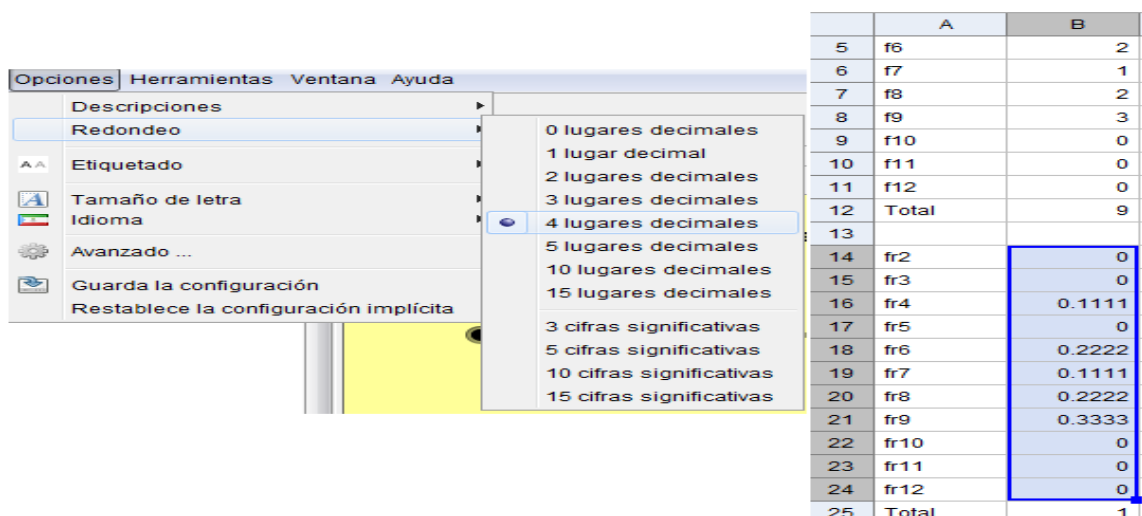 Opciones Herramientas Ventana Ayuda
Descripciones
Redondeo
AA Etiquetado
A Tamaño de letra
Idioma
Avanzado ...
Guarda la configuración
Restablece la configuración implícita
0 lugares decimales
1 lugar decimal
2 lugares decimales
3 lugares decimales
4 lugares decimales
5 lugares decimales
10 lugares decimales
15 lugares decimales
3 cifras significativas
5 cifras significativas
10 cifras significativas
15 cifras significativas
A B
5 f6 2
6 f7 1
7 f8 2
8 f9 3
9 f10 0
10 f11 0
11 f12 0
12 Total 9
13
14 fr2 0
15 fr3 0
16 fr4 0.1111
17 fr5 0
18 fr6 0.2222
19 fr7 0.1111
20 fr8 0.2222
21 fr9 0.3333
22 fr10 0
23 fr11 0
24 fr12 0
25 Total 1